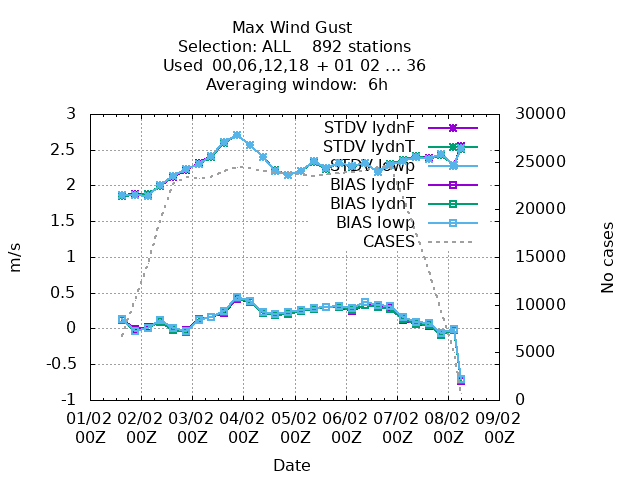 Max Wind Gust
Selection: ALL    892 stations
Used  00,06,12,18 + 01 02 ... 36
Averaging window:  6h
3
2.5
2
1.5
1
0.5
0
-0.5
-1
m/s
30000
25000
20000
15000
10000
5000
0
No cases
STDV lydnF
STDV lydnT
STDV lowp
BIAS lydnF
BIAS lydnT
BIAS lowp
CASES
01/02 02/02 03/02 04/02 05/02 06/02 07/02 08/02 09/02
00Z 00Z 00Z 00Z 00Z 00Z 00Z 00Z 00Z
Date